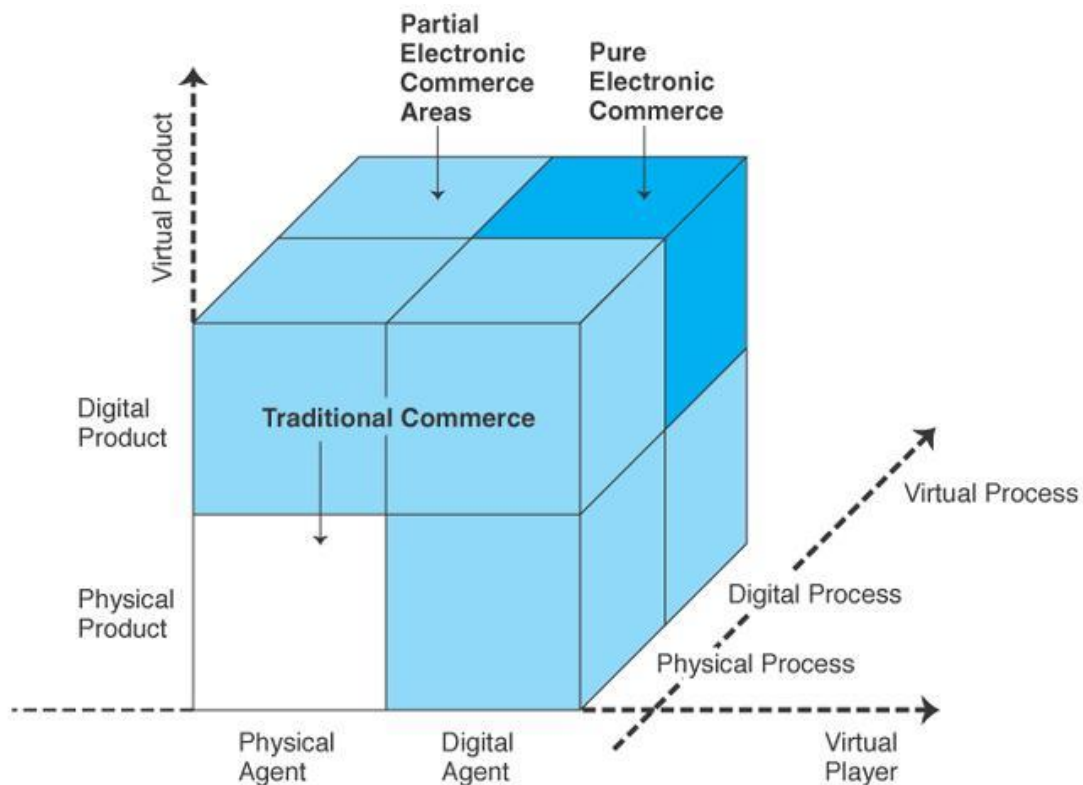 Partial
Electronic
Commerce
Areas
Pure
Electronic
Commerce
Virtual Product
Digital
Product
Traditional Commerce
Virtual Process
Physical
Product
Digital Process
Physical Process
Physical
Agent
Digital
Agent
Virtual
Player